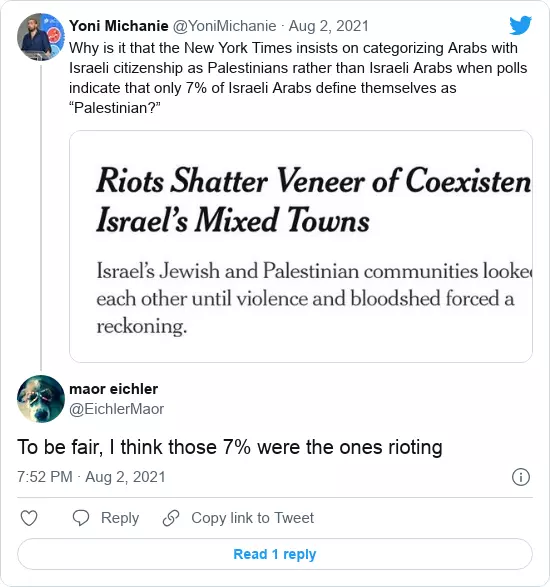 Yoni Michanie @YoniMichanie · Aug 2, 2021
Why is it that the New York Times insists on categorizing Arabs with
Israeli citizenship as Palestinians rather than Israeli Arabs when polls
indicate that only 7% of Israeli Arabs define themselves as
“Palestinian?”
Riots Shatter Veneer of Coexisten
Israel’s Mixed Towns
Israel’s Jewish and Palestinian communities looke
each other until violence and bloodshed forced a
reckoning.
maor eichler
@EichlerMaor
To be fair, I think those 7% were the ones rioting
7:52 PM · Aug 2, 2021
Reply
Copy link to Tweet
Read 1 reply